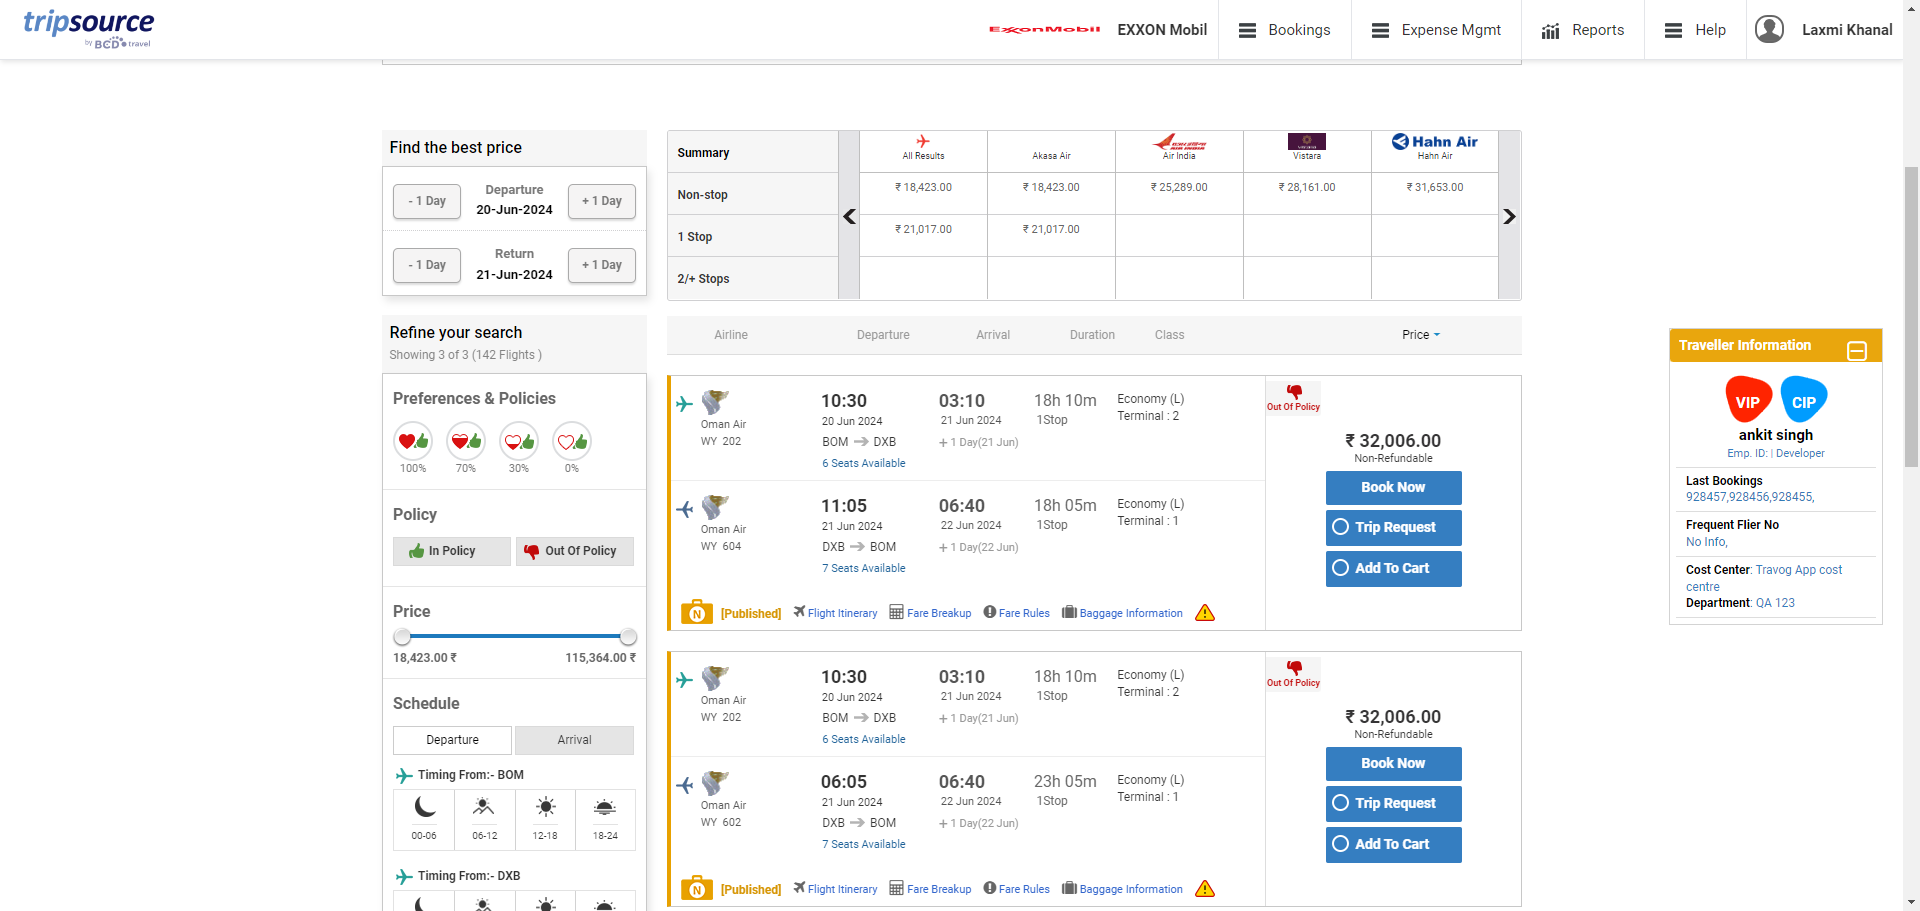 tripsource
by BCD travel
ExxonMobil
EXXON Mobil
Bookings
Expense Mgmt
Reports
Help
Laxmi Khanal
Find the best price
- 1 Day
Departure
20-Jun-2024
+ 1 Day
- 1 Day
Return
21-Jun-2024
+ 1 Day
Refine your search
Showing 3 of 3 (142 Flights )
Preferences & Policies
100%
70%
30%
0%
Policy
In Policy
Out Of Policy
Price
18,423.00 ₹
115,364.00 ₹
Schedule
Departure
Arrival
Timing From:- BOM
00-06
06-12
12-18
18-24
Timing From:- DXB
Summary
All Results
Akasa Air
AIR INDIA
Air India
Vistara
Hahn Air
Hahn Air
Non-stop
₹ 18,423.00
₹ 18,423.00
₹ 25,289.00
₹ 28,161.00
₹ 31,653.00
1 Stop
₹ 21,017.00
₹ 21,017.00
2/+ Stops
Airline
Departure
Arrival
Duration
Class
Price
Oman Air
WY 202
10:30
20 Jun 2024
BOM DXB
6 Seats Available
03:10
21 Jun 2024
+ 1 Day(21 Jun)
18h 10m
1Stop
Economy (L)
Terminal : 2
Oman Air
WY 604
11:05
21 Jun 2024
DXB BOM
7 Seats Available
06:40
22 Jun 2024
+ 1 Day(22 Jun)
18h 05m
1Stop
Economy (L)
Terminal : 1
N
[Published]
Flight Itinerary
Fare Breakup
Fare Rules
Baggage Information
Out Of Policy
₹ 32,006.00
Non-Refundable
Book Now
Trip Request
Add To Cart
Oman Air
WY 202
10:30
20 Jun 2024
BOM DXB
6 Seats Available
03:10
21 Jun 2024
+ 1 Day(21 Jun)
18h 10m
1Stop
Economy (L)
Terminal : 2
Oman Air
WY 602
06:05
21 Jun 2024
DXB BOM
7 Seats Available
06:40
22 Jun 2024
+ 1 Day(22 Jun)
23h 05m
1Stop
Economy (L)
Terminal : 1
N
[Published]
Flight Itinerary
Fare Breakup
Fare Rules
Baggage Information
Out Of Policy
₹ 32,006.00
Non-Refundable
Book Now
Trip Request
Add To Cart
Traveller Information
VIP
CIP
ankit singh
Emp. ID: | Developer
Last Bookings
928457,928456,928455,
Frequent Flier No
No Info,
Cost Center: Travog App cost
centre
Department: QA 123